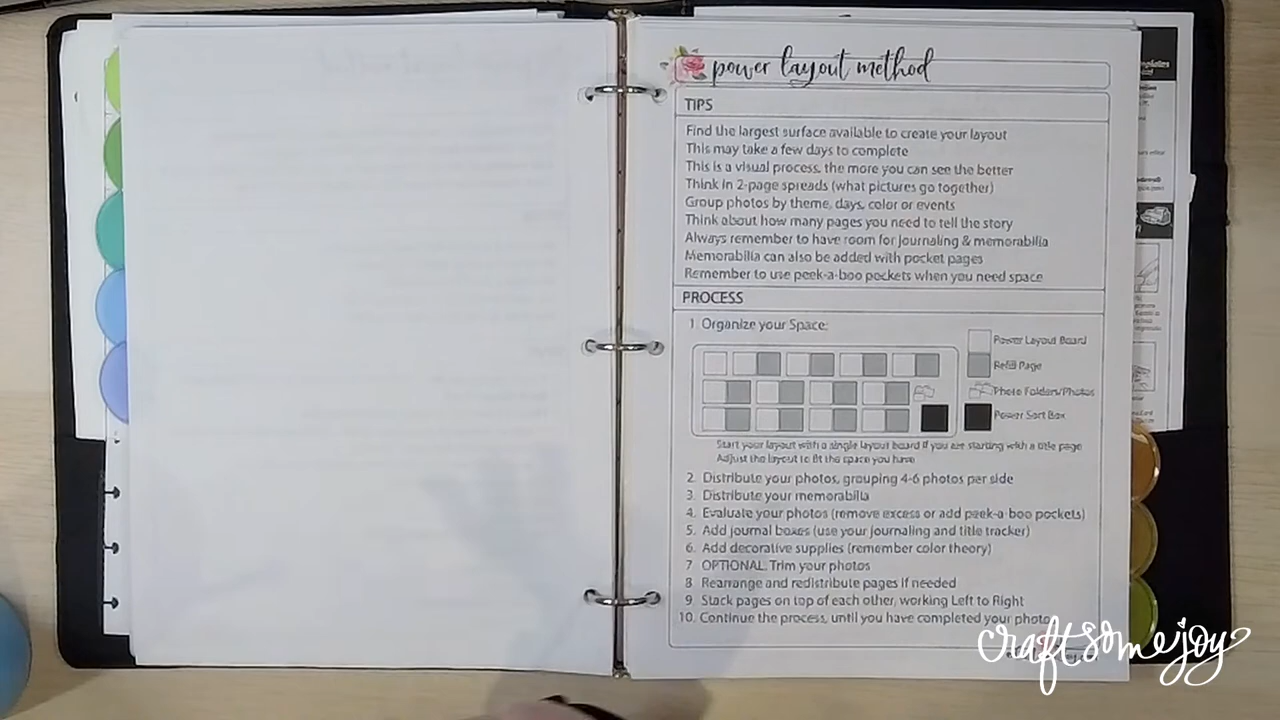 power layout method
TIPS
Find the largest surface available to create your layout
This may take a few days to complete
This is a visual process, the more you can see the better
Think in 2-page spreads (what pictures go together)
Group photos by theme, days, color or events
Think about how many pages you need to tell the story
Always remember to have room for journaling & memorabilia
Memorabilia can also be added with pocket pages
Remember to use peek-a-boo pockets when you need space
PROCESS
1 Organize your Space:
Power Layout Board
Refill Page
Photo Folders/Photos
Power Sort Box
Start your layout with a single layout board if you are starting with a title page
Adjust the layout to fit the space you have
2. Distribute your photos, grouping 4-6 photos per side
3. Distribute your memorabilia
4. Evaluate your photos (remove excess or add peek-a-boo pockets)
5. Add journal boxes (use your journaling and title tracker)
6. Add decorative supplies (remember color theory)
7 OPTIONAL. Trim your photos
8 Rearrange and redistribute pages if needed
9 Stack pages on top of each other, working Left to Right
10. Continue the process, until you have completed your photo
craftsomejoy